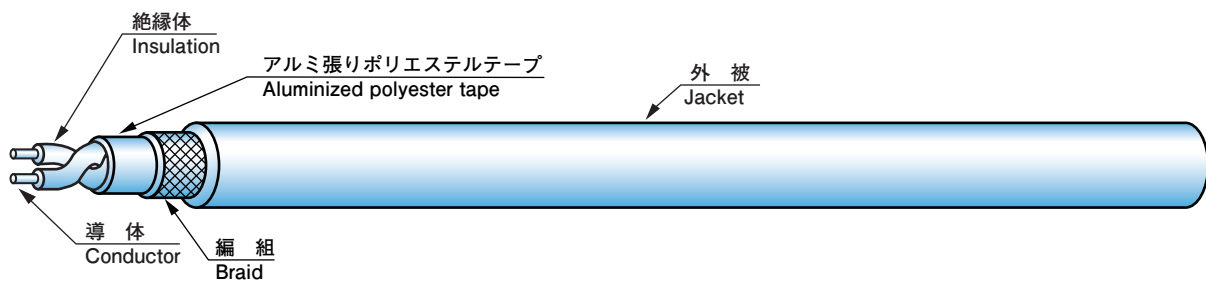 絶縁体
Insulation
アルミ張りポリエステルテープ
Aluminized polyester tape
外 被
Jacket
導 体
Conductor
編 組
Braid